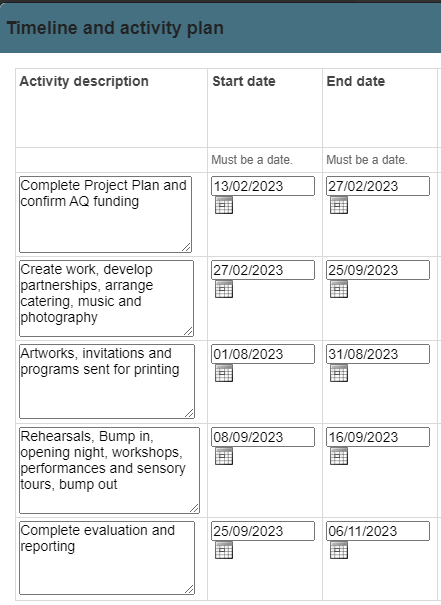 Timeline and activity plan
Activity description Start date End date
Must be a date. Must be a date.
Complete Project Plan and 13/02/2023 27/02/2023
confirm AQ funding
Create work, develop 27/02/2023 25/09/2023
partnerships, arrange
catering, music and
photography
Artworks, invitations and 01/08/2023 31/08/2023
programs sent for printing
Rehearsals, Bump in, 08/09/2023 16/09/2023
opening night, workshops,
performances and sensory
tours, bump out
Complete evaluation and 25/09/2023 06/11/2023
reporting